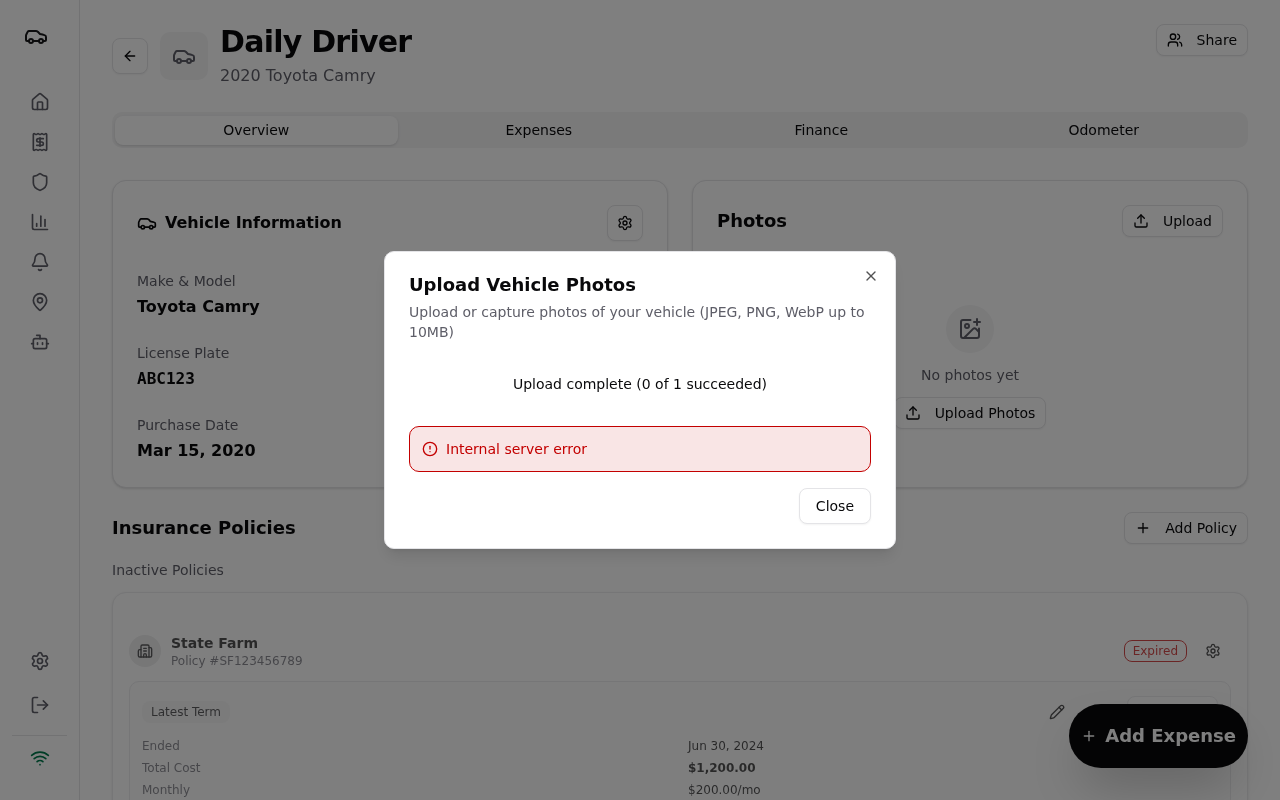 Daily Driver
2020 Toyota Camry
Share
Overview
Expenses
Finance
Odometer
Vehicle Information
Photos
Upload
Make & Model
Toyota Camry
License Plate
ABC123
Purchase Date
Mar 15, 2020
No photos yet
Upload Photos
Upload Vehicle Photos
Upload or capture photos of your vehicle (JPEG, PNG, WebP up to
10MB)
Upload complete (0 of 1 succeeded)
Internal server error
Close
Insurance Policies
Add Policy
Inactive Policies
State Farm
Policy #SF123456789
Expired
Latest Term
Ended
Jun 30, 2024
Total Cost
$1,200.00
Monthly
$200.00/mo
Add Expense